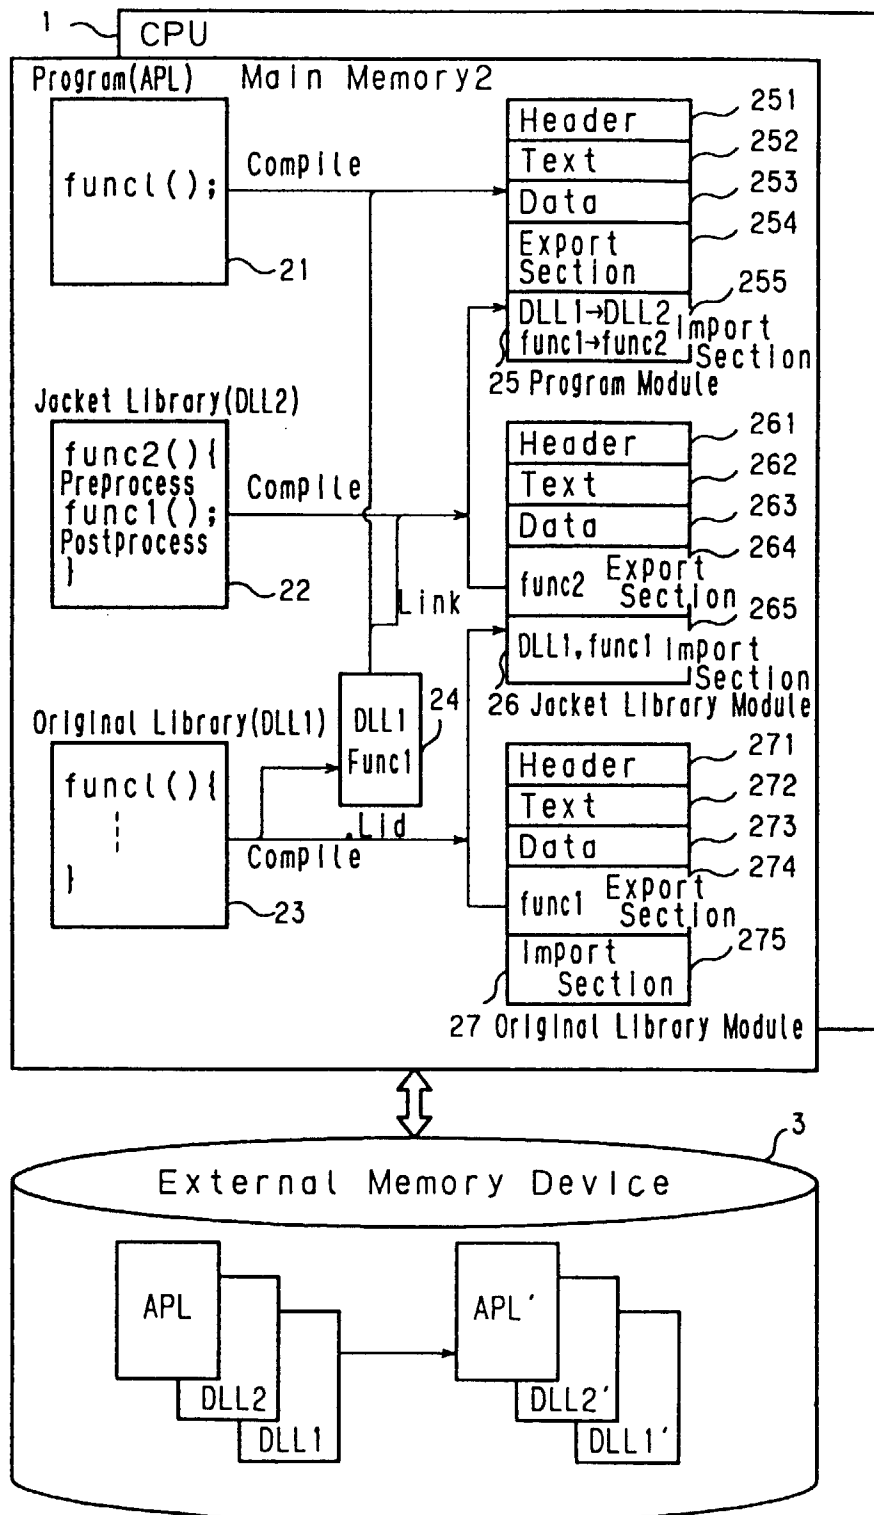 1
CPU
Program(APL)
Main Memory2
func1();
21
Compile
Header
251
Text
252
Data
253
Export
Section
254
DLL1→DLL2
func1→func2
Import
Section
255
25 Program Module
Jacket Library(DLL2)
func2(){
Preprocess
func1();
Postprocess
}
22
Compile
Link
Header
261
Text
262
Data
263
func2
Export
Section
264
DLL1,func1
Import
Section
265
26 Jacket Library Module
Original Library(DLL1)
func1(){
}
23
Compile
DLL1
Func1
24
.Lid
Header
271
Text
272
Data
273
func1
Export
Section
274
Import
Section
275
27 Original Library Module
3
External Memory Device
APL
DLL2
DLL1
APL'
DLL2'
DLL1'